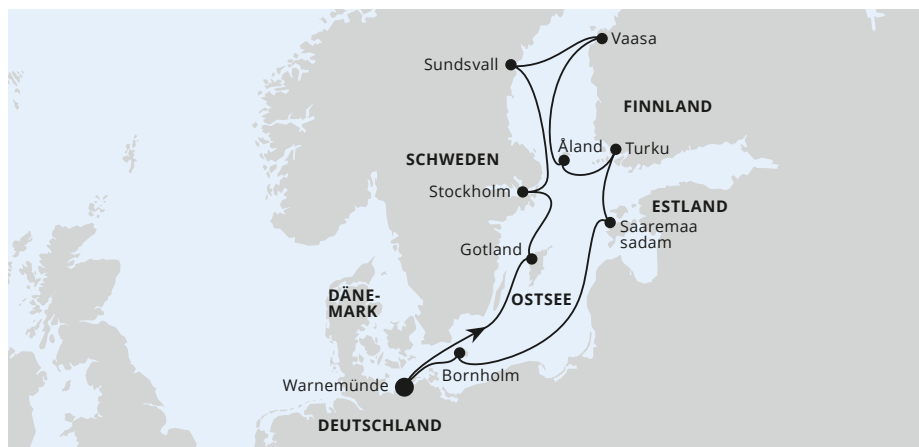 Vaasa
Sundsvall
FINNLAND
Åland
Turku
SCHWEDEN
Stockholm
ESTLAND
Saaremaa
sadam
Gotland
DÄNE-
MARK
OSTSEE
Bornholm
Warnemünde
DEUTSCHLAND